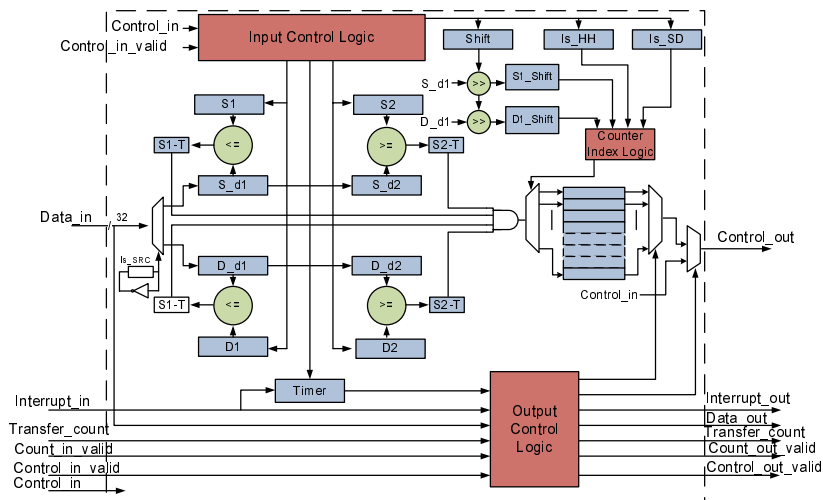 Control_in
Control_in_valid
Input Control Logic
Shift
Is_HH
Is_SD
S_d1
>>
S1_Shift
D_d1
>>
D1_Shift
Counter
Index Logic
S1
S2
S1-T
<=
>=
S2-T
S_d1
S_d2
Data_in
32
Is_SRC
D_d1
D_d2
S1-T
<=
>=
S2-T
D1
D2
Control_out
Control_in
Timer
Output
Control
Logic
Interrupt_in
Transfer_count
Count_in_valid
Control_in_valid
Control_in
Interrupt_out
Data_out
Transfer_count
Count_out_valid
Control_out_valid